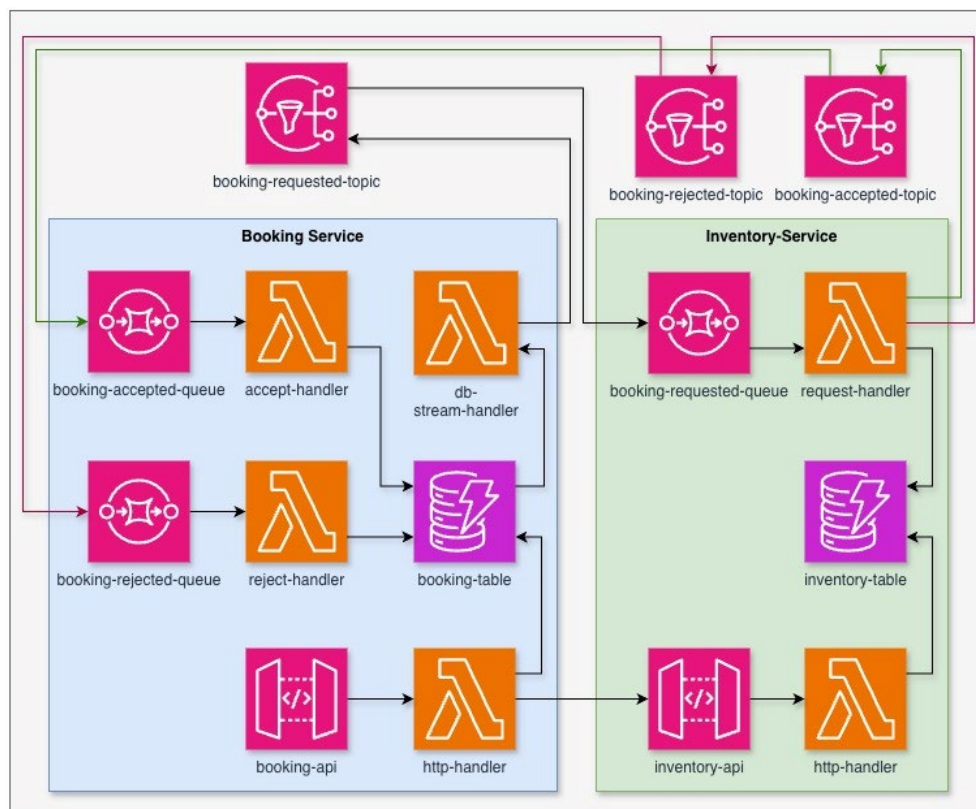 booking-requested-topic
booking-rejected-topic
booking-accepted-topic
Booking Service
Inventory-Service
booking-accepted-queue
accept-handler
db-
stream-handler
booking-requested-queue
request-handler
booking-rejected-queue
reject-handler
booking-table
inventory-table
</>
</>
booking-api
http-handler
inventory-api
http-handler